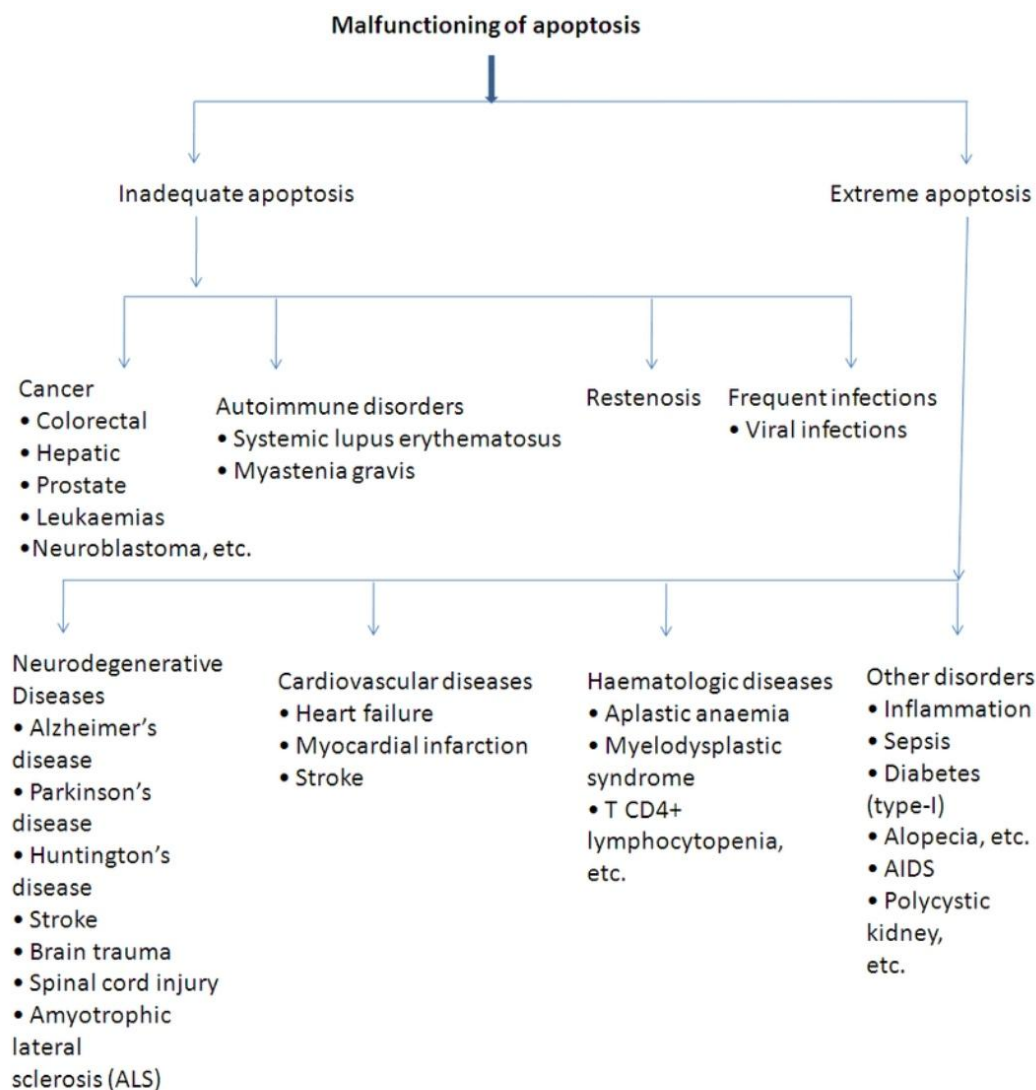 Malfunctioning of apoptosis
Inadequate apoptosis
Extreme apoptosis
Cancer
• Colorectal
• Hepatic
• Prostate
• Leukaemias
•Neuroblastoma, etc.
Autoimmune disorders
• Systemic lupus erythematosus
• Myastenia gravis
Restenosis
Frequent infections
• Viral infections
Neurodegenerative
Diseases
• Alzheimer’s
disease
• Parkinson’s
disease
• Huntington’s
disease
• Stroke
• Brain trauma
• Spinal cord injury
• Amyotrophic
lateral
sclerosis (ALS)
Cardiovascular diseases
• Heart failure
• Myocardial infarction
• Stroke
Haematologic diseases
• Aplastic anaemia
• Myelodysplastic
syndrome
• T CD4+
lymphocytopenia,
etc.
Other disorders
• Inflammation
• Sepsis
• Diabetes
(type-I)
• Alopecia, etc.
• AIDS
• Polycystic
kidney,
etc.